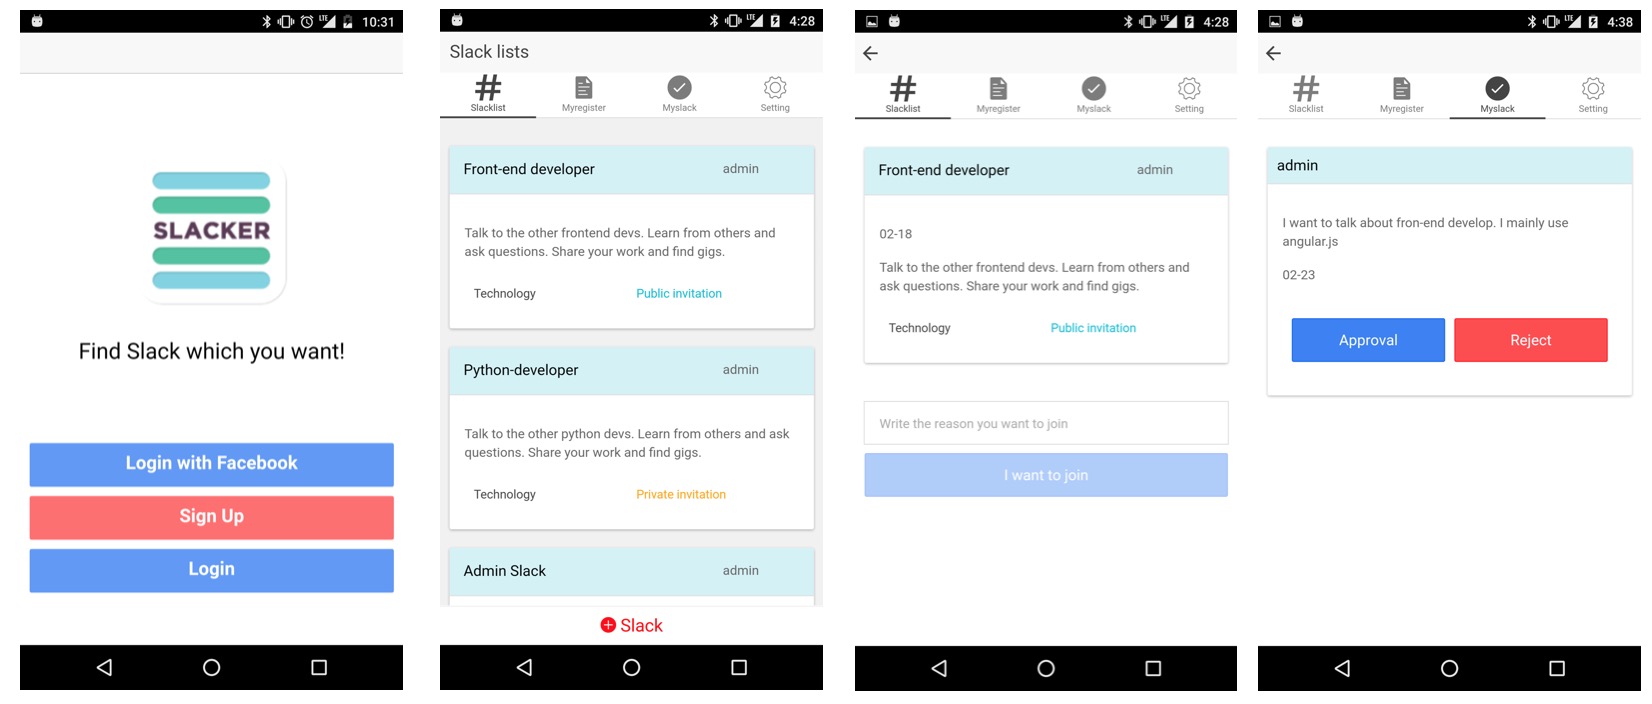 LTE 10:31
SLACKER
Find Slack which you want!
Login with Facebook
Sign Up
Login
LTE 4:28
Slack lists
Slacklist Myregister Myslack Setting
Front-end developer admin
Talk to the other frontend devs. Learn from others and
ask questions. Share your work and find gigs.
Technology Public invitation
Python-developer admin
Talk to the other python devs. Learn from others and ask
questions. Share your work and find gigs.
Technology Private invitation
Admin Slack admin
Slack
LTE 4:28
Slacklist Myregister Myslack Setting
Front-end developer admin
02-18
Talk to the other frontend devs. Learn from others and
ask questions. Share your work and find gigs.
Technology Public invitation
Write the reason you want to join
I want to join
LTE 4:38
Slacklist Myregister Myslack Setting
admin
I want to talk about fron-end develop. I mainly use
angular.js
02-23
Approval Reject